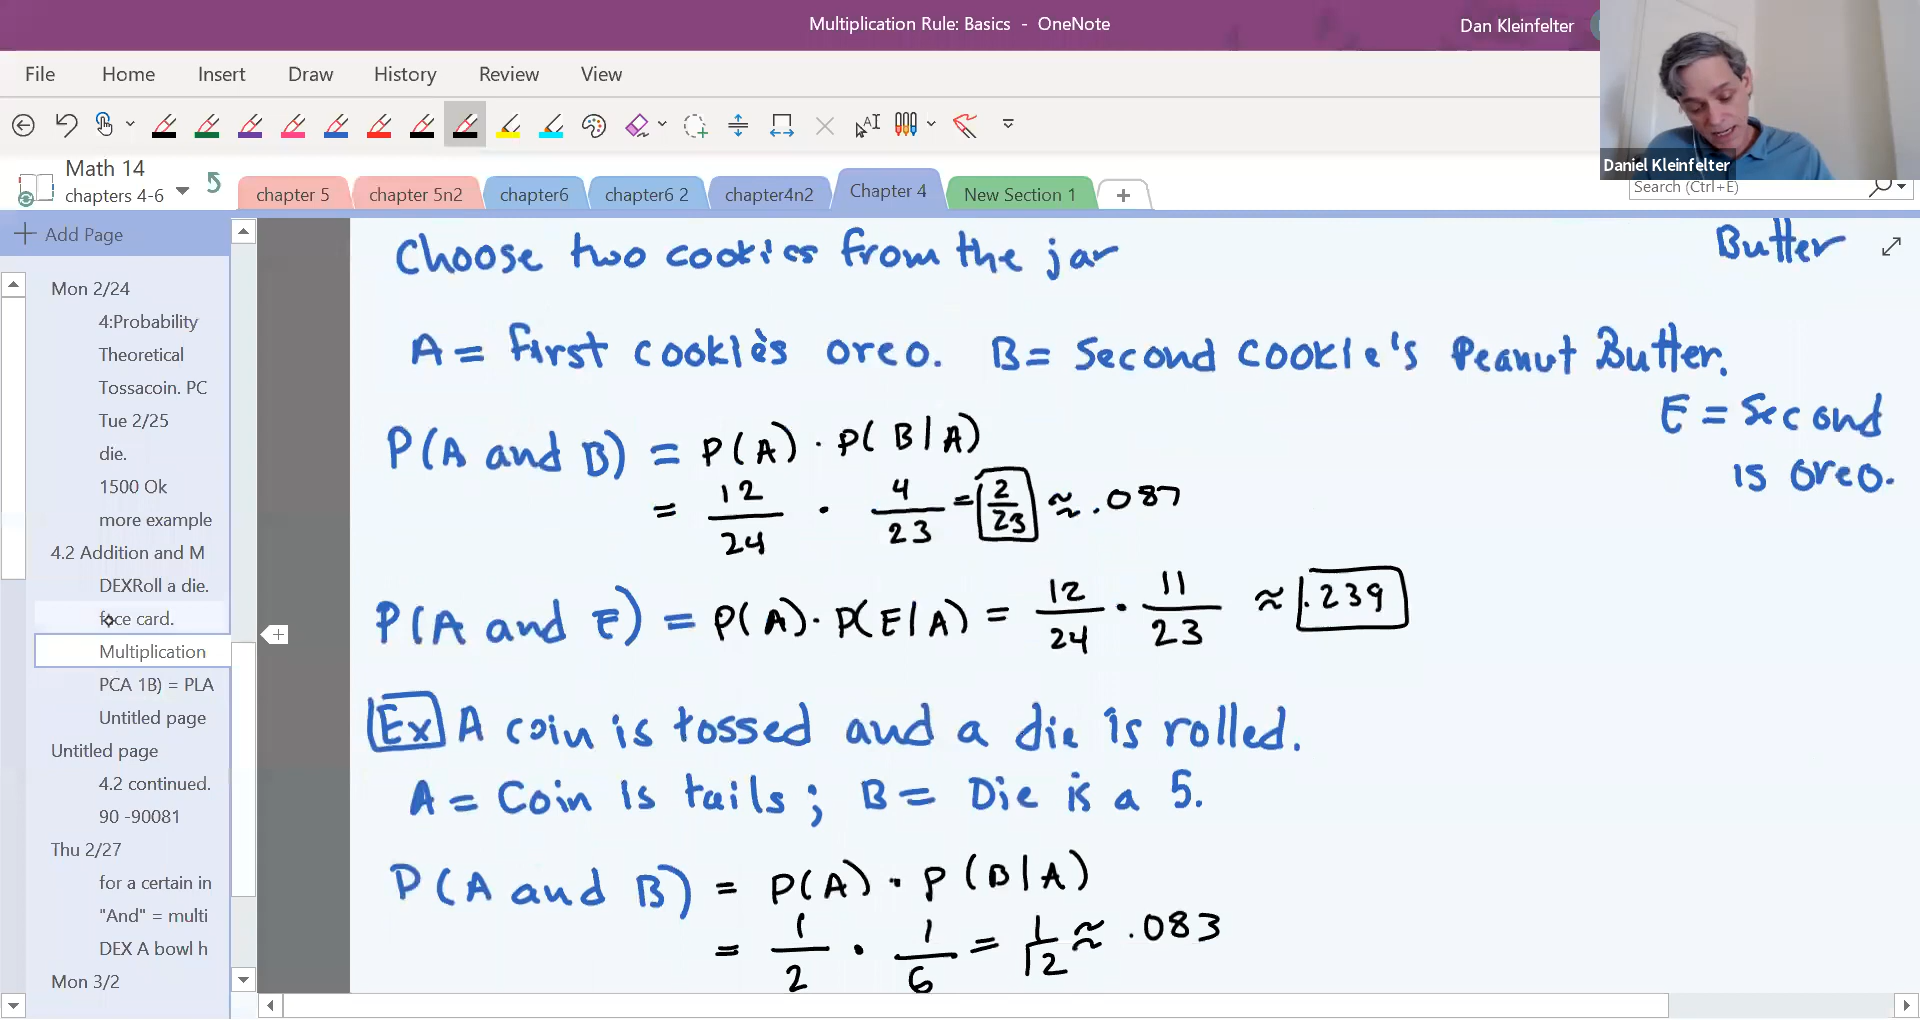 Multiplication Rule: Basics - OneNote
Dan Kleinfelter
File Home Insert Draw History Review View
Daniel Kleinfelter
Math 14
chapters 4-6
chapter 5 chapter 5n2 chapter6 chapter6 2 chapter4n2 Chapter 4 New Section 1 +
Search (Ctrl+E)
Add Page
Mon 2/24
4:Probability
Theoretical
Tossacoin. PC
Tue 2/25
die.
1500 Ok
more example
4.2 Addition and M
DEXRoll a die.
face card.
Multiplication
PCA 1B) = PLA
Untitled page
Untitled page
4.2 continued.
90 -90081
Thu 2/27
for a certain in
"And" = multi
DEX A bowl h
Mon 3/2
Butter
Choose two cookies from the jar
A = first cookie's oreo. B = Second cookie's Peanut Butter.
E = Second
is oreo.
P(A and B) = P(A) · P(B|A)
= 12/24 · 4/23 = 2/23 ≈ .087
P(A and E) = P(A) · P(E|A) = 12/24 · 11/23 ≈ .239
Ex A coin is tossed and a die is rolled.
A = Coin is tails; B = Die is a 5.
P(A and B) = P(A) · P(B|A)
= 1/2 · 1/6 = 1/12 ≈ .083